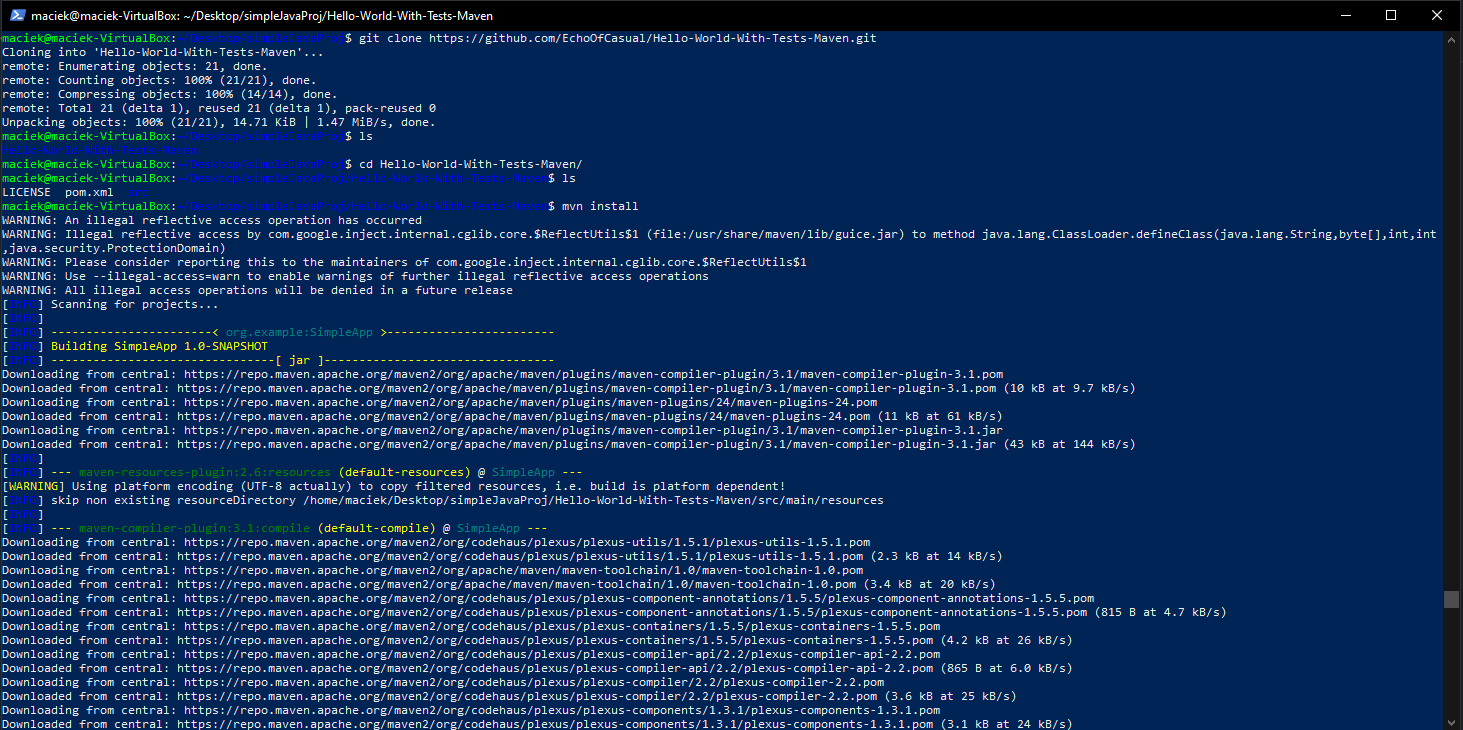 maciek@maciek-VirtualBox: ~/Desktop/simpleJavaProj/Hello-World-With-Tests-Maven
maciek@maciek-VirtualBox:~/Desktop/simpleJavaProj$ git clone https://github.com/EchoOfCasual/Hello-World-With-Tests-Maven.git
Cloning into 'Hello-World-With-Tests-Maven'...
remote: Enumerating objects: 21, done.
remote: Counting objects: 100% (21/21), done.
remote: Compressing objects: 100% (14/14), done.
remote: Total 21 (delta 1), reused 21 (delta 1), pack-reused 0
Unpacking objects: 100% (21/21), 14.71 KiB | 1.47 MiB/s, done.
maciek@maciek-VirtualBox:~/Desktop/simpleJavaProj$ ls
Hello-World-With-Tests-Maven
maciek@maciek-VirtualBox:~/Desktop/simpleJavaProj$ cd Hello-World-With-Tests-Maven/
maciek@maciek-VirtualBox:~/Desktop/simpleJavaProj/Hello-World-With-Tests-Maven$ ls
LICENSE  pom.xml  src
maciek@maciek-VirtualBox:~/Desktop/simpleJavaProj/Hello-World-With-Tests-Maven$ mvn install
WARNING: An illegal reflective access operation has occurred
WARNING: Illegal reflective access by com.google.inject.internal.cglib.core.$ReflectUtils$1 (file:/usr/share/maven/lib/guice.jar) to method java.lang.ClassLoader.defineClass(java.lang.String,byte[],int,int
,java.security.ProtectionDomain)
WARNING: Please consider reporting this to the maintainers of com.google.inject.internal.cglib.core.$ReflectUtils$1
WARNING: Use --illegal-access=warn to enable warnings of further illegal reflective access operations
WARNING: All illegal access operations will be denied in a future release
[INFO] Scanning for projects...
[INFO]
[INFO] -----------------------< org.example:SimpleApp >------------------------
[INFO] Building SimpleApp 1.0-SNAPSHOT
[INFO] --------------------------------[ jar ]---------------------------------
Downloading from central: https://repo.maven.apache.org/maven2/org/apache/maven/plugins/maven-compiler-plugin/3.1/maven-compiler-plugin-3.1.pom
Downloaded from central: https://repo.maven.apache.org/maven2/org/apache/maven/plugins/maven-compiler-plugin/3.1/maven-compiler-plugin-3.1.pom (10 kB at 9.7 kB/s)
Downloading from central: https://repo.maven.apache.org/maven2/org/apache/maven/plugins/maven-plugins/24/maven-plugins-24.pom
Downloaded from central: https://repo.maven.apache.org/maven2/org/apache/maven/plugins/maven-plugins/24/maven-plugins-24.pom (11 kB at 61 kB/s)
Downloading from central: https://repo.maven.apache.org/maven2/org/apache/maven/plugins/maven-compiler-plugin/3.1/maven-compiler-plugin-3.1.jar
Downloaded from central: https://repo.maven.apache.org/maven2/org/apache/maven/plugins/maven-compiler-plugin/3.1/maven-compiler-plugin-3.1.jar (43 kB at 144 kB/s)
[INFO]
[INFO] --- maven-resources-plugin:2.6:resources (default-resources) @ SimpleApp ---
[WARNING] Using platform encoding (UTF-8 actually) to copy filtered resources, i.e. build is platform dependent!
[INFO] skip non existing resourceDirectory /home/maciek/Desktop/simpleJavaProj/Hello-World-With-Tests-Maven/src/main/resources
[INFO]
[INFO] --- maven-compiler-plugin:3.1:compile (default-compile) @ SimpleApp ---
Downloading from central: https://repo.maven.apache.org/maven2/org/codehaus/plexus/plexus-utils/1.5.1/plexus-utils-1.5.1.pom
Downloaded from central: https://repo.maven.apache.org/maven2/org/codehaus/plexus/plexus-utils/1.5.1/plexus-utils-1.5.1.pom (2.3 kB at 14 kB/s)
Downloading from central: https://repo.maven.apache.org/maven2/org/apache/maven/maven-toolchain/1.0/maven-toolchain-1.0.pom
Downloaded from central: https://repo.maven.apache.org/maven2/org/apache/maven/maven-toolchain/1.0/maven-toolchain-1.0.pom (3.4 kB at 20 kB/s)
Downloading from central: https://repo.maven.apache.org/maven2/org/codehaus/plexus/plexus-component-annotations/1.5.5/plexus-component-annotations-1.5.5.pom
Downloaded from central: https://repo.maven.apache.org/maven2/org/codehaus/plexus/plexus-component-annotations/1.5.5/plexus-component-annotations-1.5.5.pom (815 B at 4.7 kB/s)
Downloading from central: https://repo.maven.apache.org/maven2/org/codehaus/plexus/plexus-containers/1.5.5/plexus-containers-1.5.5.pom
Downloaded from central: https://repo.maven.apache.org/maven2/org/codehaus/plexus/plexus-containers/1.5.5/plexus-containers-1.5.5.pom (4.2 kB at 26 kB/s)
Downloading from central: https://repo.maven.apache.org/maven2/org/codehaus/plexus/plexus-compiler-api/2.2/plexus-compiler-api-2.2.pom
Downloaded from central: https://repo.maven.apache.org/maven2/org/codehaus/plexus/plexus-compiler-api/2.2/plexus-compiler-api-2.2.pom (865 B at 6.0 kB/s)
Downloading from central: https://repo.maven.apache.org/maven2/org/codehaus/plexus/plexus-compiler/2.2/plexus-compiler-2.2.pom
Downloaded from central: https://repo.maven.apache.org/maven2/org/codehaus/plexus/plexus-compiler/2.2/plexus-compiler-2.2.pom (3.6 kB at 25 kB/s)
Downloading from central: https://repo.maven.apache.org/maven2/org/codehaus/plexus/plexus-components/1.3.1/plexus-components-1.3.1.pom
Downloaded from central: https://repo.maven.apache.org/maven2/org/codehaus/plexus/plexus-components/1.3.1/plexus-components-1.3.1.pom (3.1 kB at 24 kB/s)